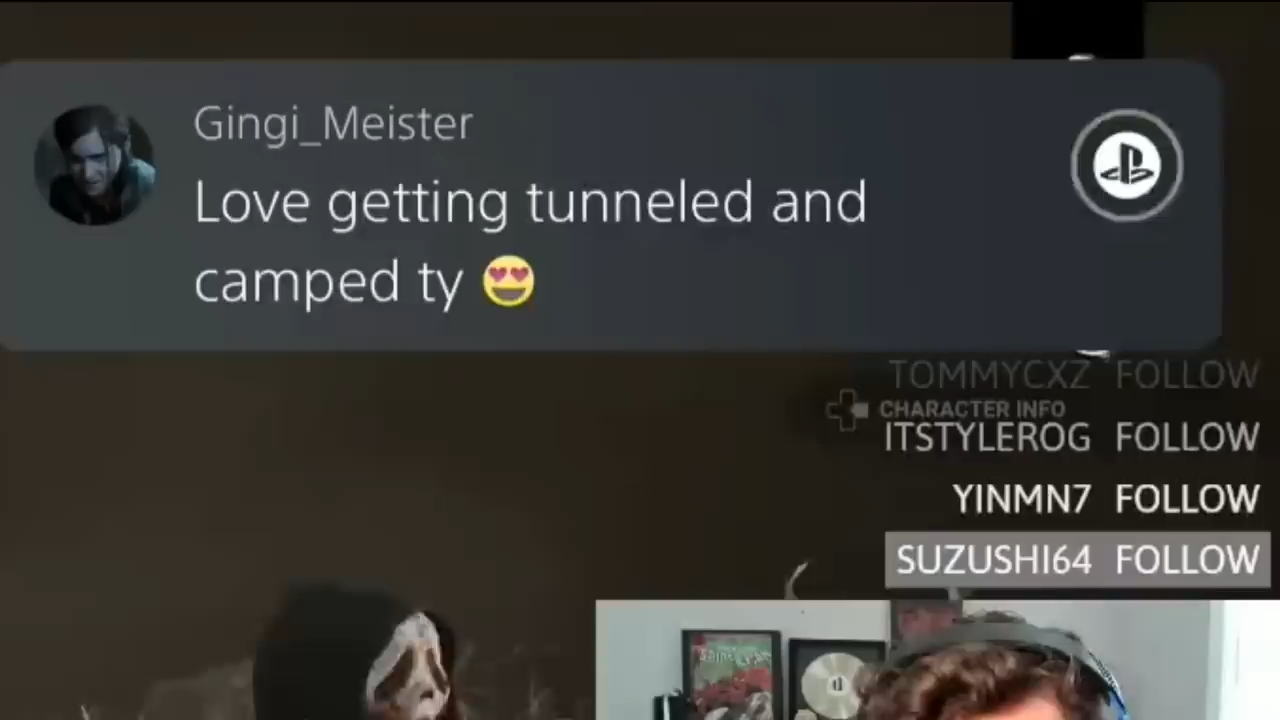 Gingi_Meister
Love getting tunneled and
camped ty 😍
TOMMYCXZ FOLLOW
CHARACTER INFO
ITSTYLEROG FOLLOW
YINMN7 FOLLOW
SUZUSHI64 FOLLOW